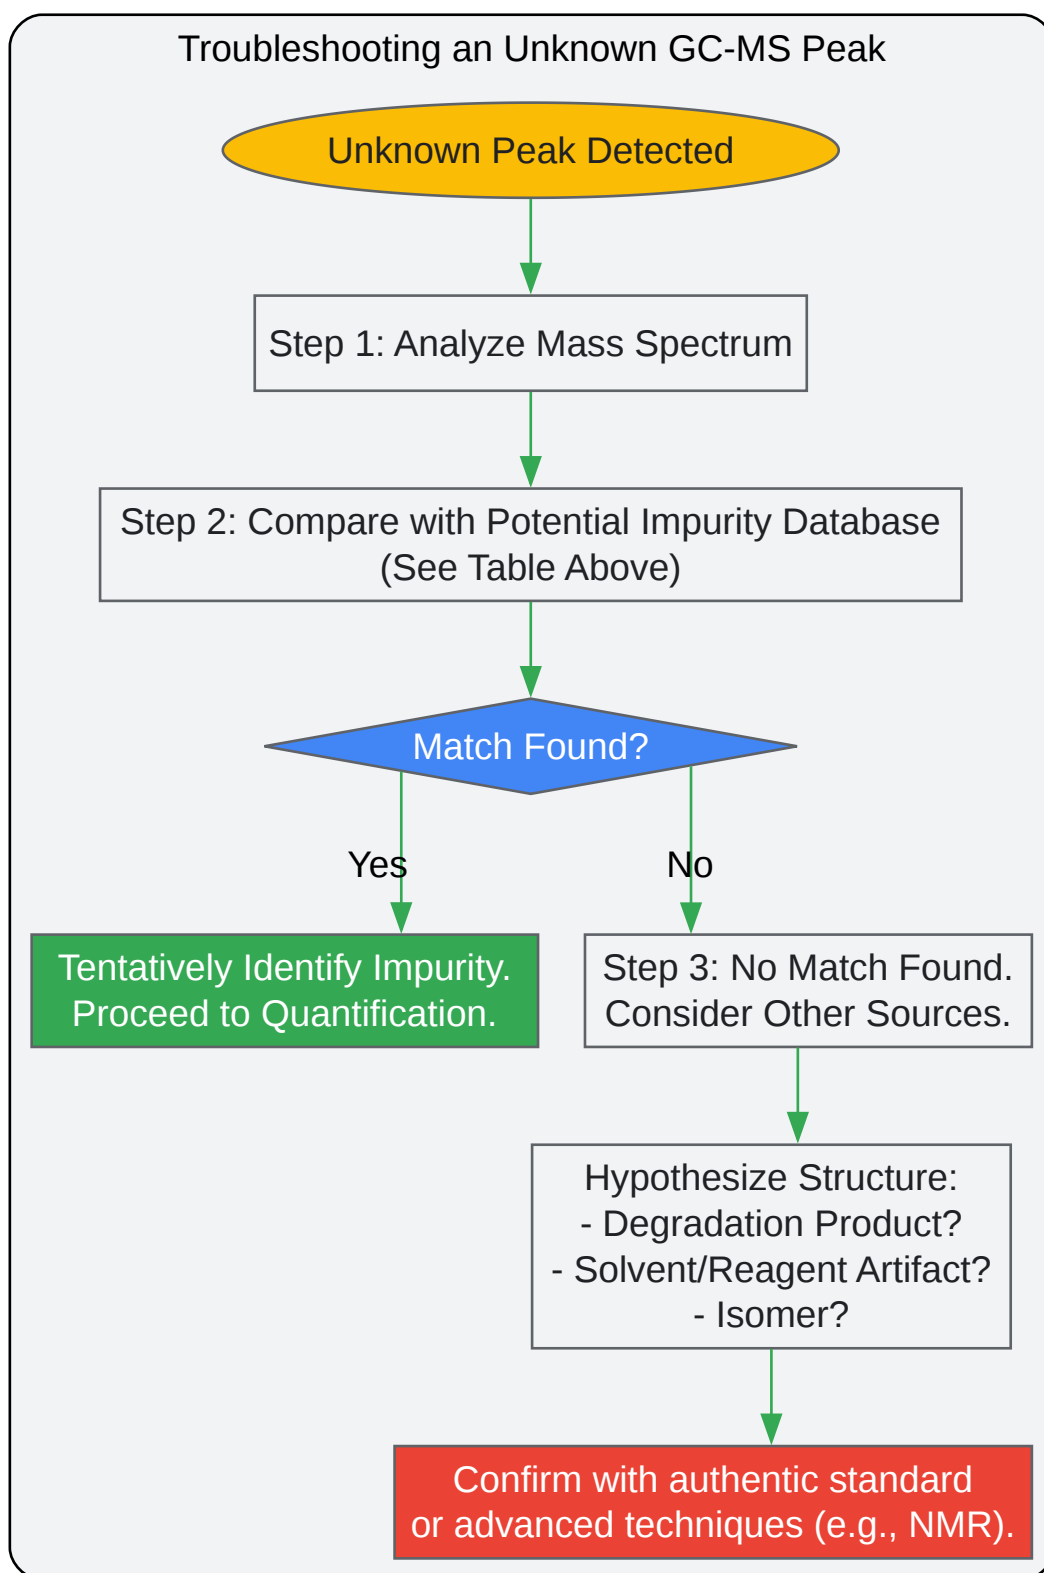 Troubleshooting an Unknown GC-MS Peak
Unknown Peak Detected
Step 1: Analyze Mass Spectrum
Step 2: Compare with Potential Impurity Database
(See Table Above)
Match Found?
Yes
No
Tentatively Identify Impurity.
Proceed to Quantification.
Step 3: No Match Found.
Consider Other Sources.
Hypothesize Structure:
- Degradation Product?
- Solvent/Reagent Artifact?
- Isomer?
Confirm with authentic standard
or advanced techniques (e.g., NMR).